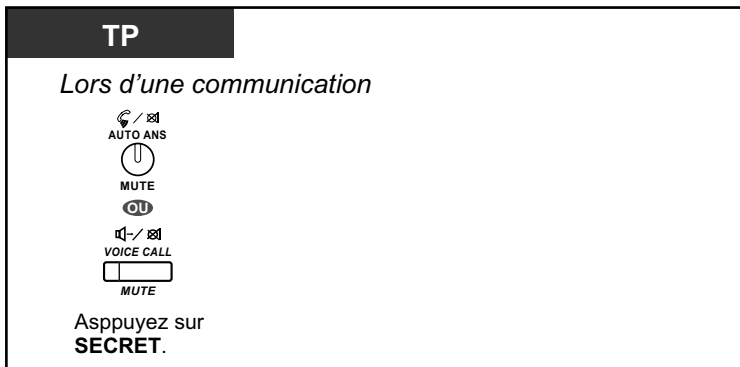 TP
Lors d’une communication
AUTO ANS
MUTE
OU
VOICE CALL
MUTE
Asppuyez sur
SECRET.